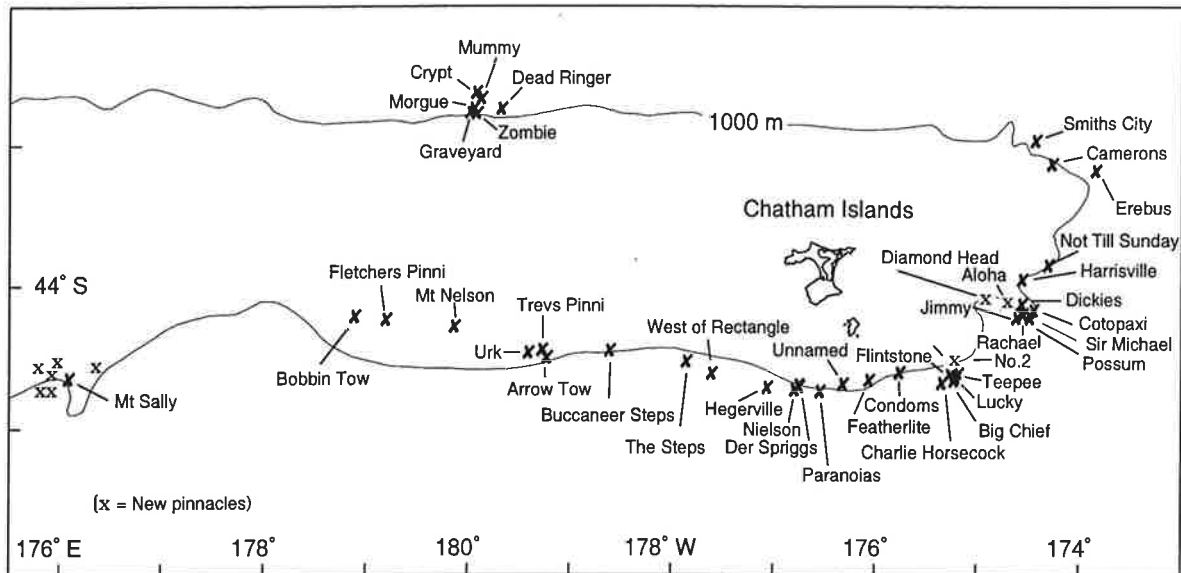 Mummy
Crypt
Dead Ringer
Morgue
Zombie
Graveyard
1000 m
Smiths City
Camerons
Erebus
Chatham Islands
Not Till Sunday
Diamond Head
Aloha
Harrisville
44° S
Fletchers Pinni
Mt Nelson
Trevs Pinni
Dickies
Jimmy
Cotopaxi
West of Rectangle
Rachael
Sir Michael
Urk
Unnamed
Possum
Flintstone
No.2
Bobbin Tow
Arrow Tow
Teepee
Mt Sally
Buccaneer Steps
Hegerville
Condoms
Lucky
Nielson
Featherlite
Big Chief
The Steps
Der Spriggs
Charlie Horsecock
Paranoias
(x = New pinnacles)
176° E 178° 180° 178° W 176° 174°